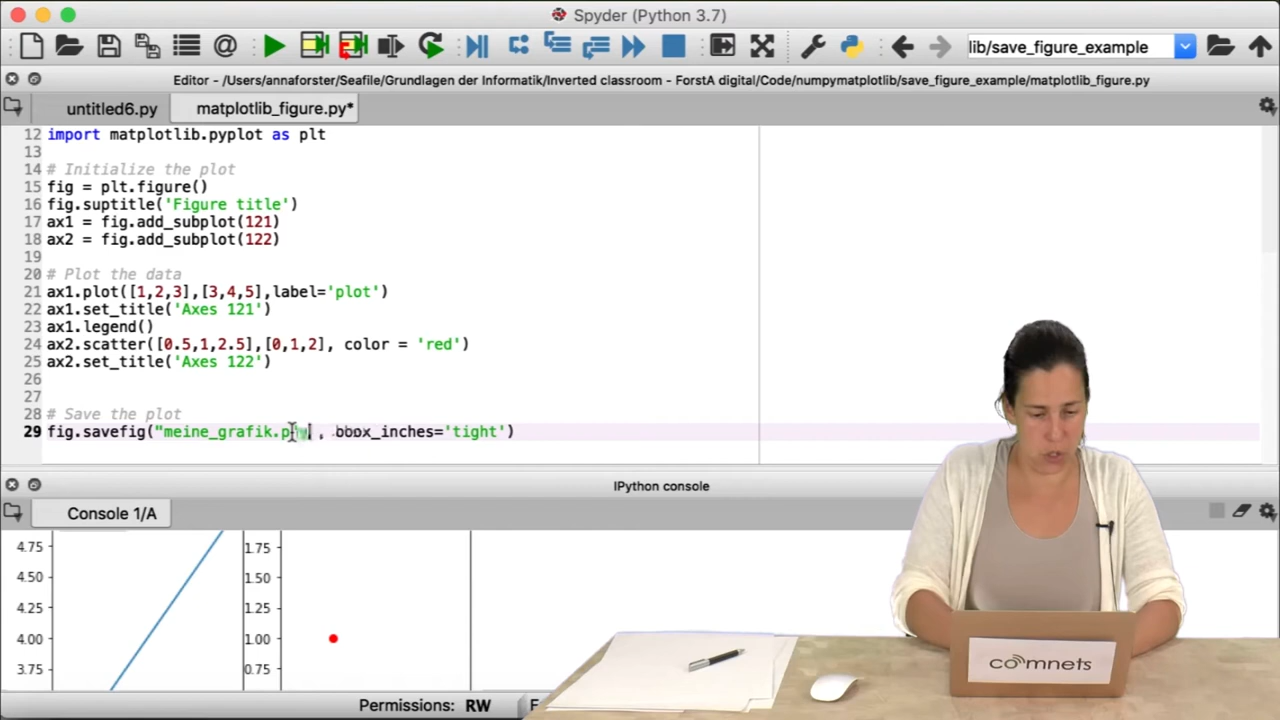 Spyder (Python 3.7)
lib/save_figure_example
Editor - /Users/annaforster/Seafile/Grundlagen der Informatik/Inverted classroom - ForstA digital/Code/numpymatplotlib/save_figure_example/matplotlib_figure.py
untitled6.py
matplotlib_figure.py*
12 import matplotlib.pyplot as plt
13
14 # Initialize the plot
15 fig = plt.figure()
16 fig.suptitle('Figure title')
17 ax1 = fig.add_subplot(121)
18 ax2 = fig.add_subplot(122)
19
20 # Plot the data
21 ax1.plot([1,2,3],[3,4,5],label='plot')
22 ax1.set_title('Axes 121')
23 ax1.legend()
24 ax2.scatter([0.5,1,2.5],[0,1,2], color = 'red')
25 ax2.set_title('Axes 122')
26
27
28 # Save the plot
29 fig.savefig("meine_grafik. , bbox_inches='tight')
IPython console
Console 1/A
4.75 1.75
4.50 1.50
4.25 1.25
4.00 1.00
3.75 0.75
Permissions: RW
comnets